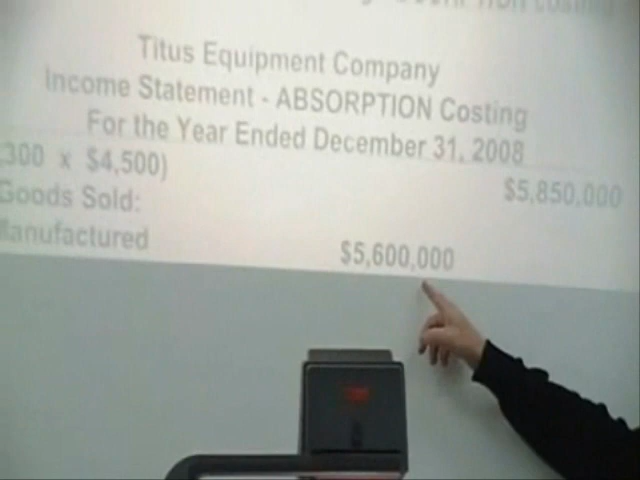 Titus Equipment Company
Income Statement - ABSORPTION Costing
For the Year Ended December 31, 2008
300 x $4,500) $5,850,000
Goods Sold:
Manufactured $5,600,000